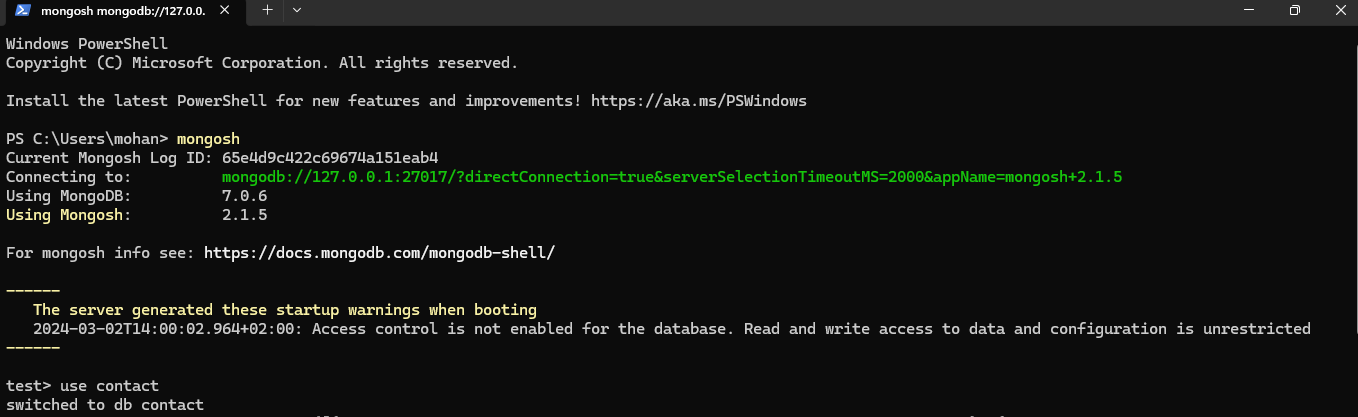 mongosh mongodb://127.0.0.
Windows PowerShell
Copyright (C) Microsoft Corporation. All rights reserved.
Install the latest PowerShell for new features and improvements! https://aka.ms/PSWindows
PS C:\Users\mohan> mongosh
Current Mongosh Log ID: 65e4d9c422c69674a151eab4
Connecting to: mongodb://127.0.0.1:27017/?directConnection=true&serverSelectionTimeoutMS=2000&appName=mongosh+2.1.5
Using MongoDB: 7.0.6
Using Mongosh: 2.1.5
For mongosh info see: https://docs.mongodb.com/mongodb-shell/
------
The server generated these startup warnings when booting
2024-03-02T14:00:02.964+02:00: Access control is not enabled for the database. Read and write access to data and configuration is unrestricted
------
test> use contact
switched to db contact